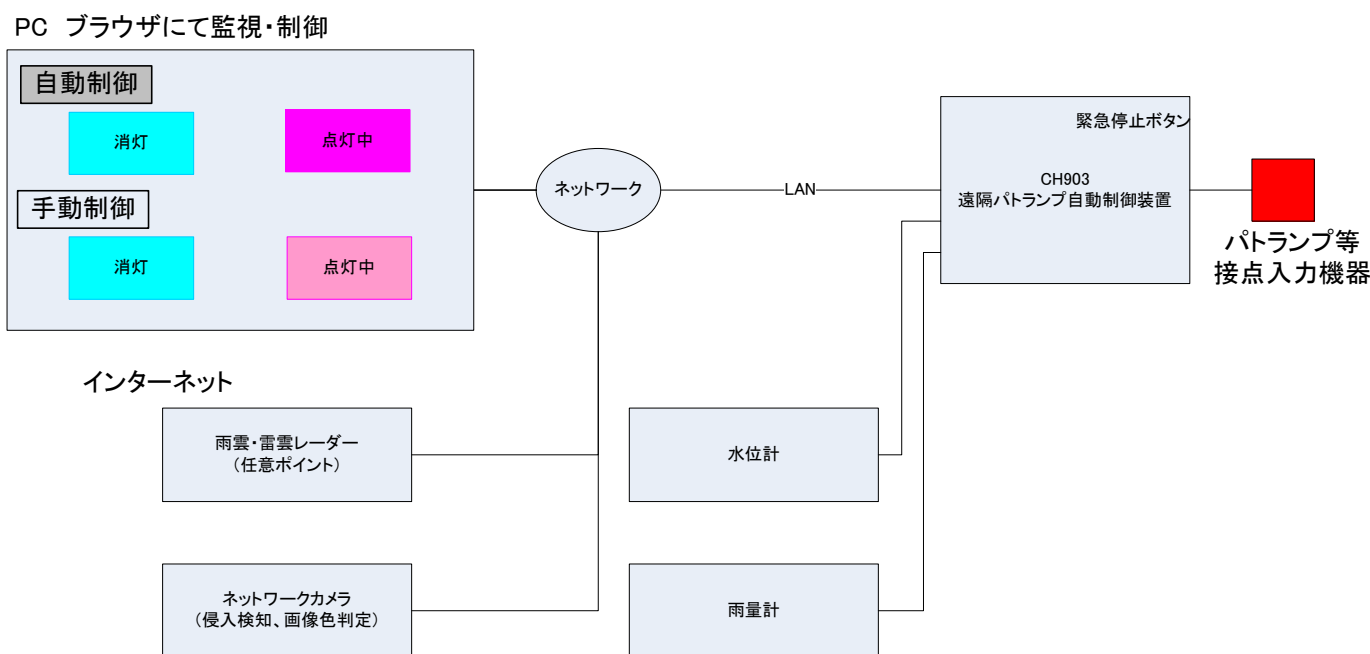 PC ブラウザにて監視・制御
自動制御
消灯
点灯中
手動制御
消灯
点灯中
ネットワーク
LAN
緊急停止ボタン
CH903
遠隔パトランプ自動制御装置
パトランプ等
接点入力機器
インターネット
雨雲・雷雲レーダー
（任意ポイント）
水位計
ネットワークカメラ
（侵入検知、画像色判定）
雨量計